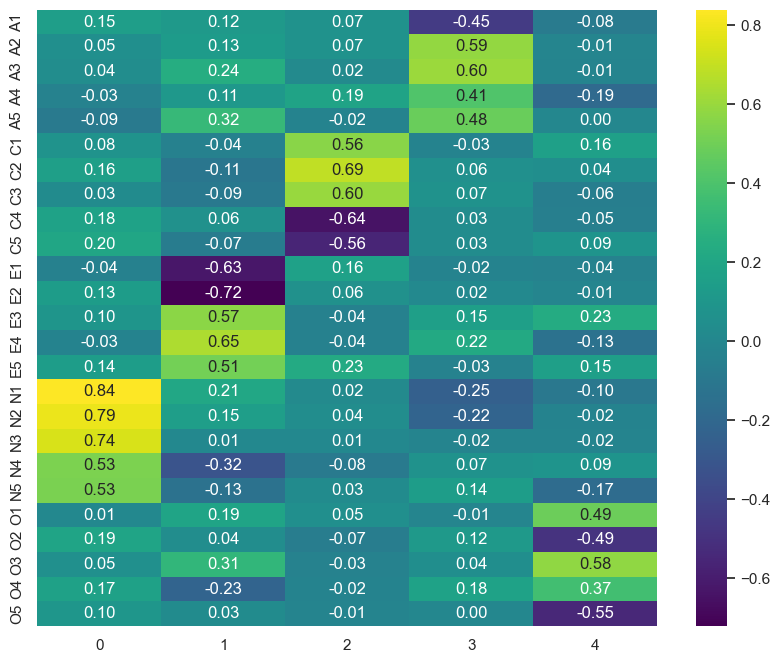 A1 0.15 0.12 0.07 -0.45 -0.08
A2 0.05 0.13 0.07 0.59 -0.01
A3 0.04 0.24 0.02 0.60 -0.01
A4 -0.03 0.11 0.19 0.41 -0.19
A5 -0.09 0.32 -0.02 0.48 0.00
C1 0.08 -0.04 0.56 -0.03 0.16
C2 0.16 -0.11 0.69 0.06 0.04
C3 0.03 -0.09 0.60 0.07 -0.06
C4 0.18 0.06 -0.64 0.03 -0.05
C5 0.20 -0.07 -0.56 0.03 0.09
E1 -0.04 -0.63 0.16 -0.02 -0.04
E2 0.13 -0.72 0.06 0.02 -0.01
E3 0.10 0.57 -0.04 0.15 0.23
E4 -0.03 0.65 -0.04 0.22 -0.13
E5 0.14 0.51 0.23 -0.03 0.15
N1 0.84 0.21 0.02 -0.25 -0.10
N2 0.79 0.15 0.04 -0.22 -0.02
N3 0.74 0.01 0.01 -0.02 -0.02
N4 0.53 -0.32 -0.08 0.07 0.09
N5 0.53 -0.13 0.03 0.14 -0.17
O1 0.01 0.19 0.05 -0.01 0.49
O2 0.19 0.04 -0.07 0.12 -0.49
O3 0.05 0.31 -0.03 0.04 0.58
O4 0.17 -0.23 -0.02 0.18 0.37
O5 0.10 0.03 -0.01 0.00 -0.55
0 1 2 3 4
0.8
0.6
0.4
0.2
0.0
−0.2
−0.4
−0.6